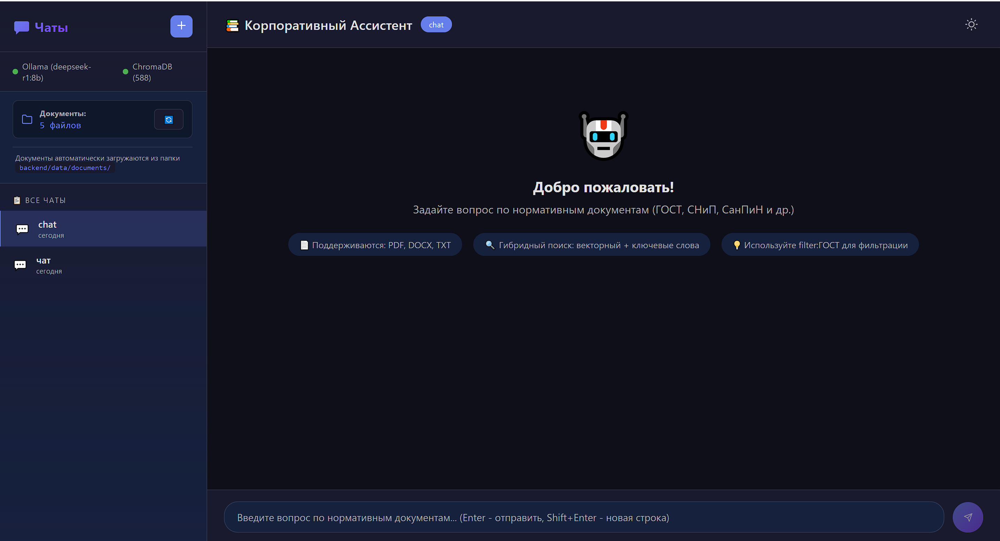 Чаты
Ollama (deepseek-
r1:8b)
ChromaDB
(588)
Документы:
5 файлов
Документы автоматически загружаются из папки
backend/data/documents/
ВСЕ ЧАТЫ
chat
сегодня
чат
сегодня
Корпоративный Ассистент
chat
Добро пожаловать!
Задайте вопрос по нормативным документам (ГОСТ, СНиП, СанПиН и др.)
Поддерживаются: PDF, DOCX, TXT
Гибридный поиск: векторный + ключевые слова
Используйте filter:ГОСТ для фильтрации
Введите вопрос по нормативным документам... (Enter - отправить, Shift+Enter - новая строка)